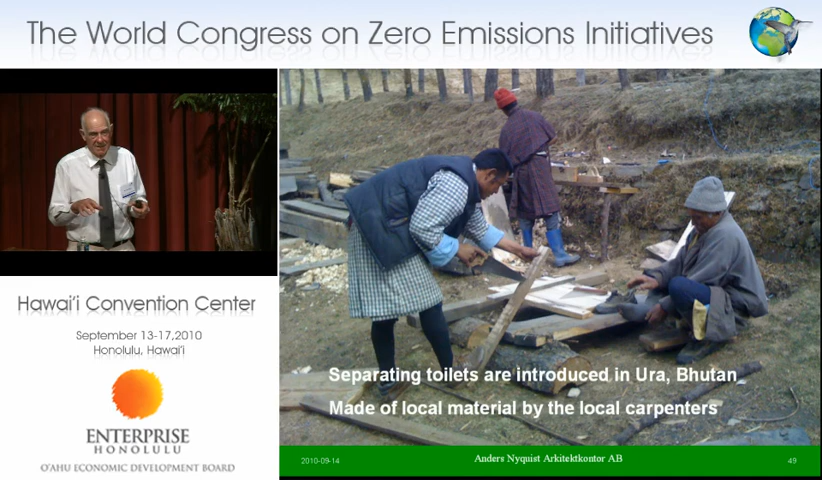 The World Congress on Zero Emissions Initiatives
Hawai'i Convention Center
September 13-17,2010
Honolulu, Hawai'i
ENTERPRISE
HONOLULU
O'AHU ECONOMIC DEVELOPMENT BOARD
Separating toilets are introduced in Ura, Bhutan
Made of local material by the local carpenters
2010-09-14
Anders Nyquist Arkitektkontor AB
49